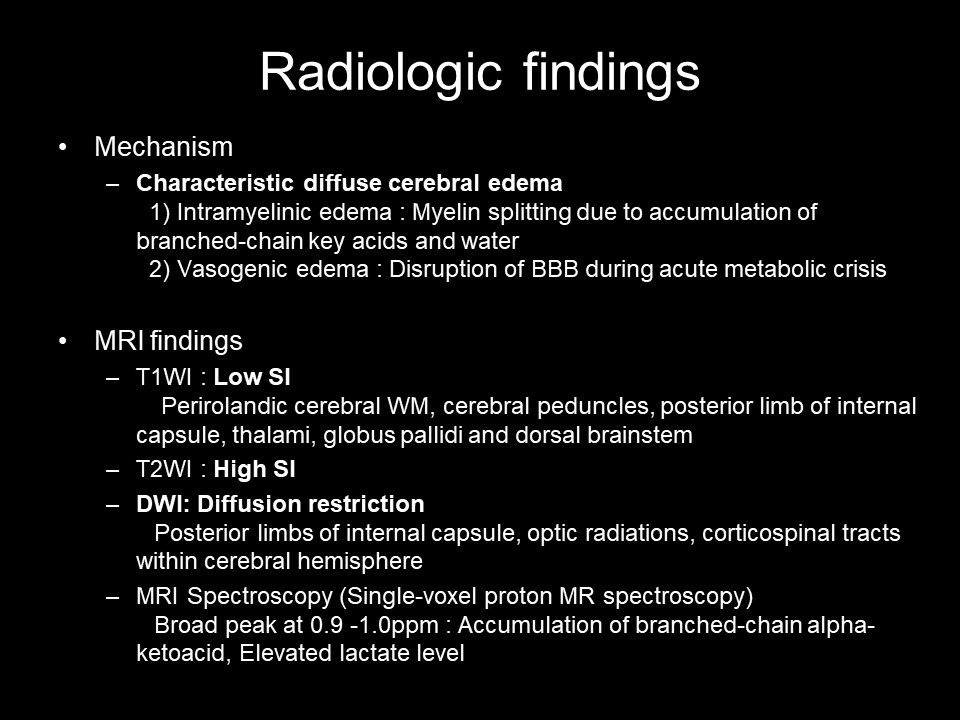 Radiologic findings
• Mechanism
– Characteristic diffuse cerebral edema
1) Intramyelinic edema : Myelin splitting due to accumulation of
branched-chain key acids and water
2) Vasogenic edema : Disruption of BBB during acute metabolic crisis
• MRI findings
– T1WI : Low SI
Perirolandic cerebral WM, cerebral peduncles, posterior limb of internal
capsule, thalami, globus pallidi and dorsal brainstem
– T2WI : High SI
– DWI: Diffusion restriction
Posterior limbs of internal capsule, optic radiations, corticospinal tracts
within cerebral hemisphere
– MRI Spectroscopy (Single-voxel proton MR spectroscopy)
Broad peak at 0.9 -1.0ppm : Accumulation of branched-chain alpha-
ketoacid, Elevated lactate level